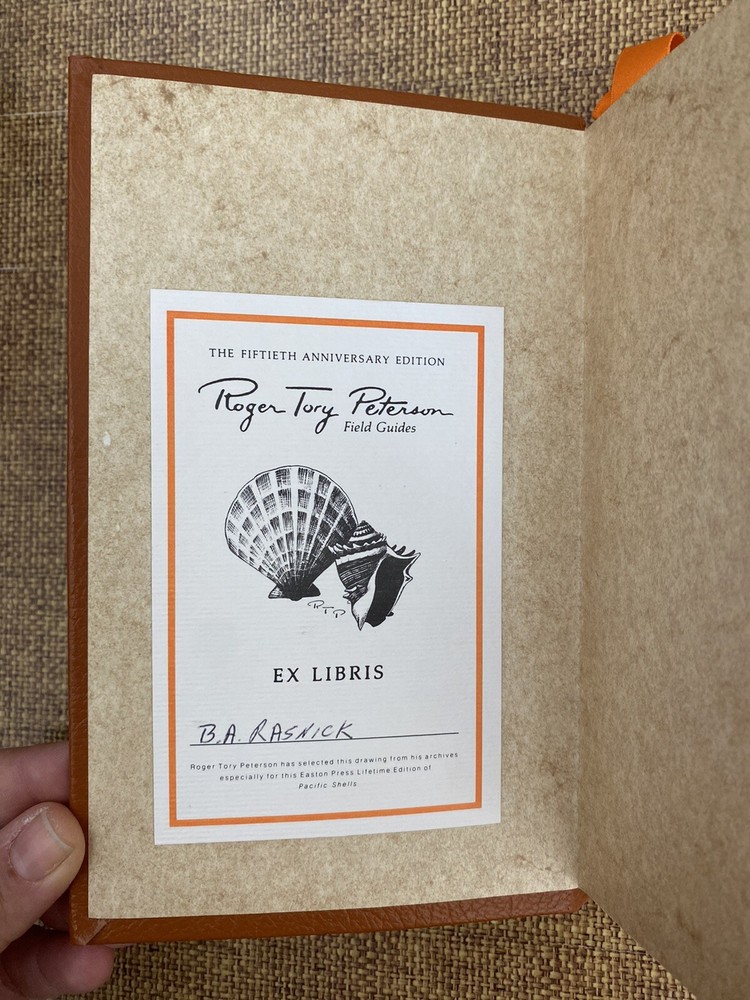 THE FIFTIETH ANNIVERSARY EDITION
Roger Tory Peterson
Field Guides
RTP
EX LIBRIS
B.A. RASNICK
Roger Tory Peterson has selected this drawing from his archives
especially for this Easton Press Lifetime Edition of
Pacific Shells